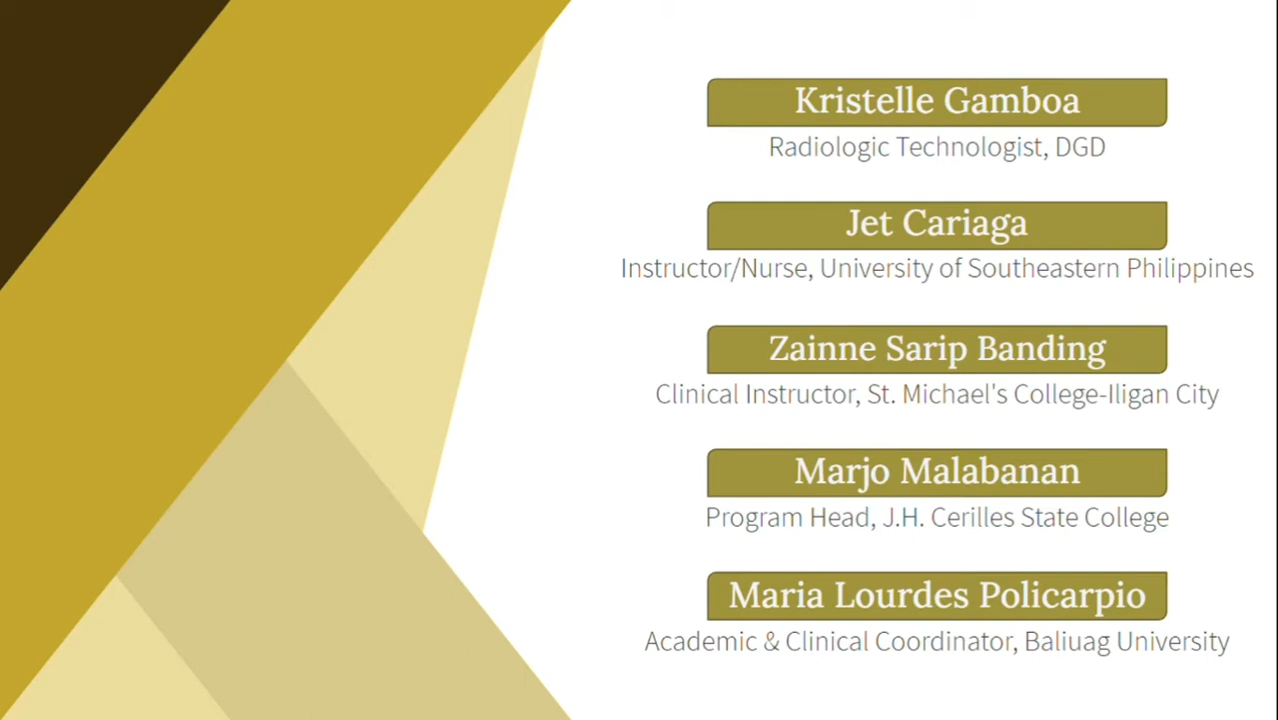 Kristelle Gamboa
Radiologic Technologist, DGD
Jet Cariaga
Instructor/Nurse, University of Southeastern Philippines
Zainne Sarip Banding
Clinical Instructor, St. Michael's College-Iligan City
Marjo Malabanan
Program Head, J.H. Cerilles State College
Maria Lourdes Policarpio
Academic & Clinical Coordinator, Baliuag University